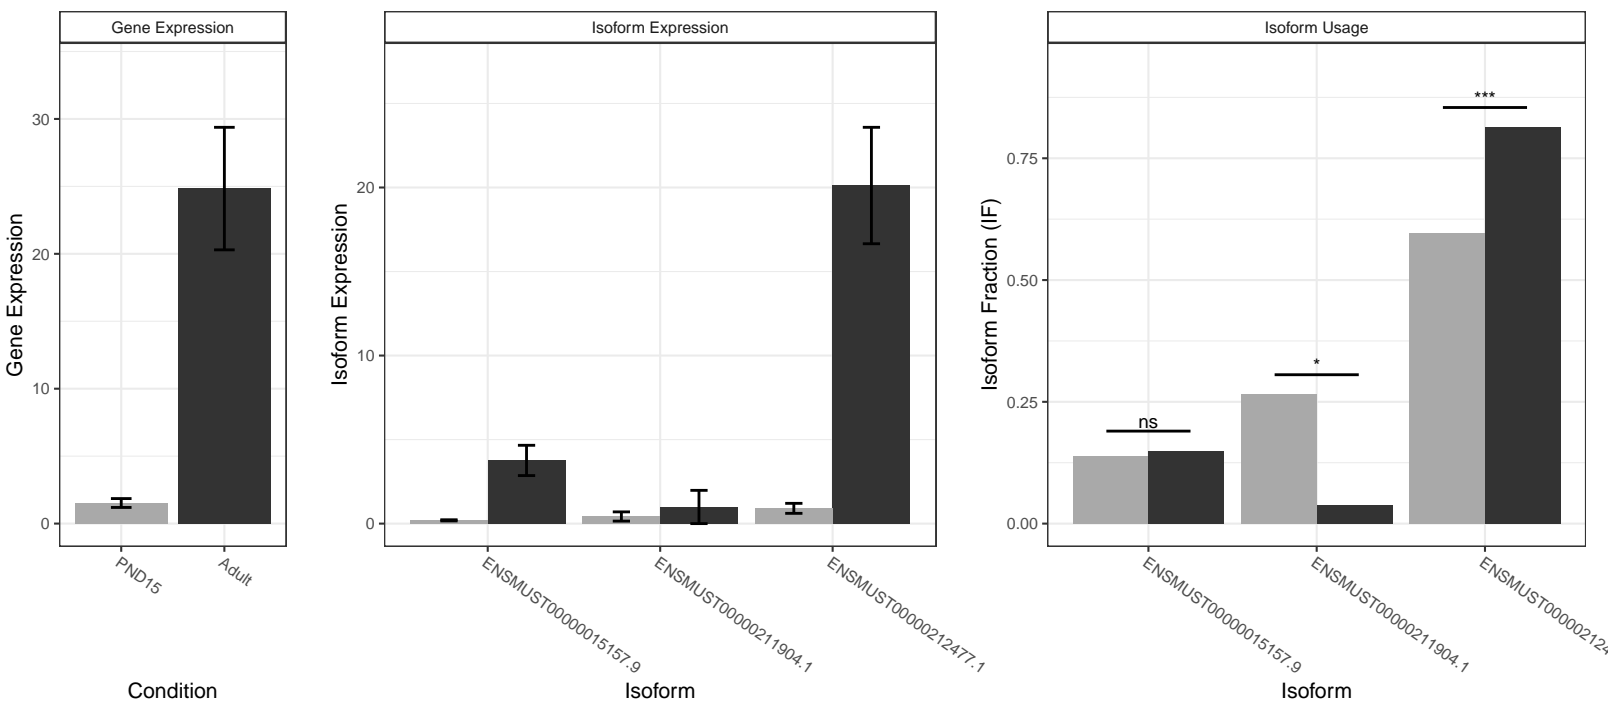 Gene Expression
Isoform Expression
Isoform Usage
Gene Expression
30
20
10
0
PND15
Adult
Condition
Isoform Expression
20
10
0
ENSMUST00000015157.9
ENSMUST00000211904.1
ENSMUST00000212477.1
Isoform
Isoform Fraction (IF)
0.75
0.50
0.25
0.00
ns
*
***
ENSMUST00000015157.9
ENSMUST00000211904.1
ENSMUST000002124
Isoform